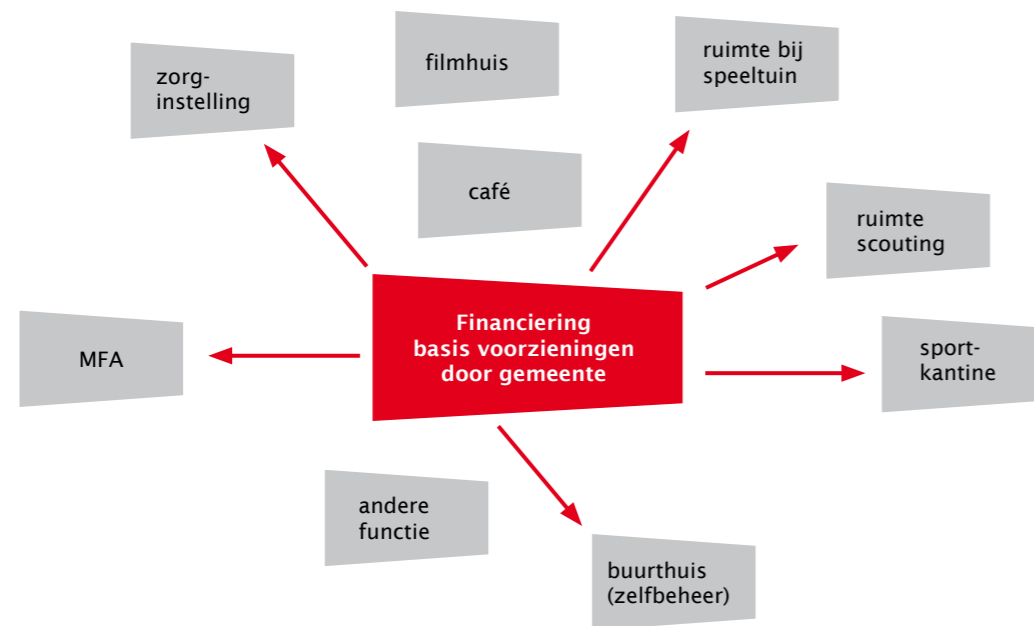 zorg-
instelling
filmhuis
ruimte bij
speeltuin
café
ruimte
scouting
Financiering
basis voorzieningen
door gemeente
MFA
sport-
kantine
andere
functie
buurthuis
(zelfbeheer)